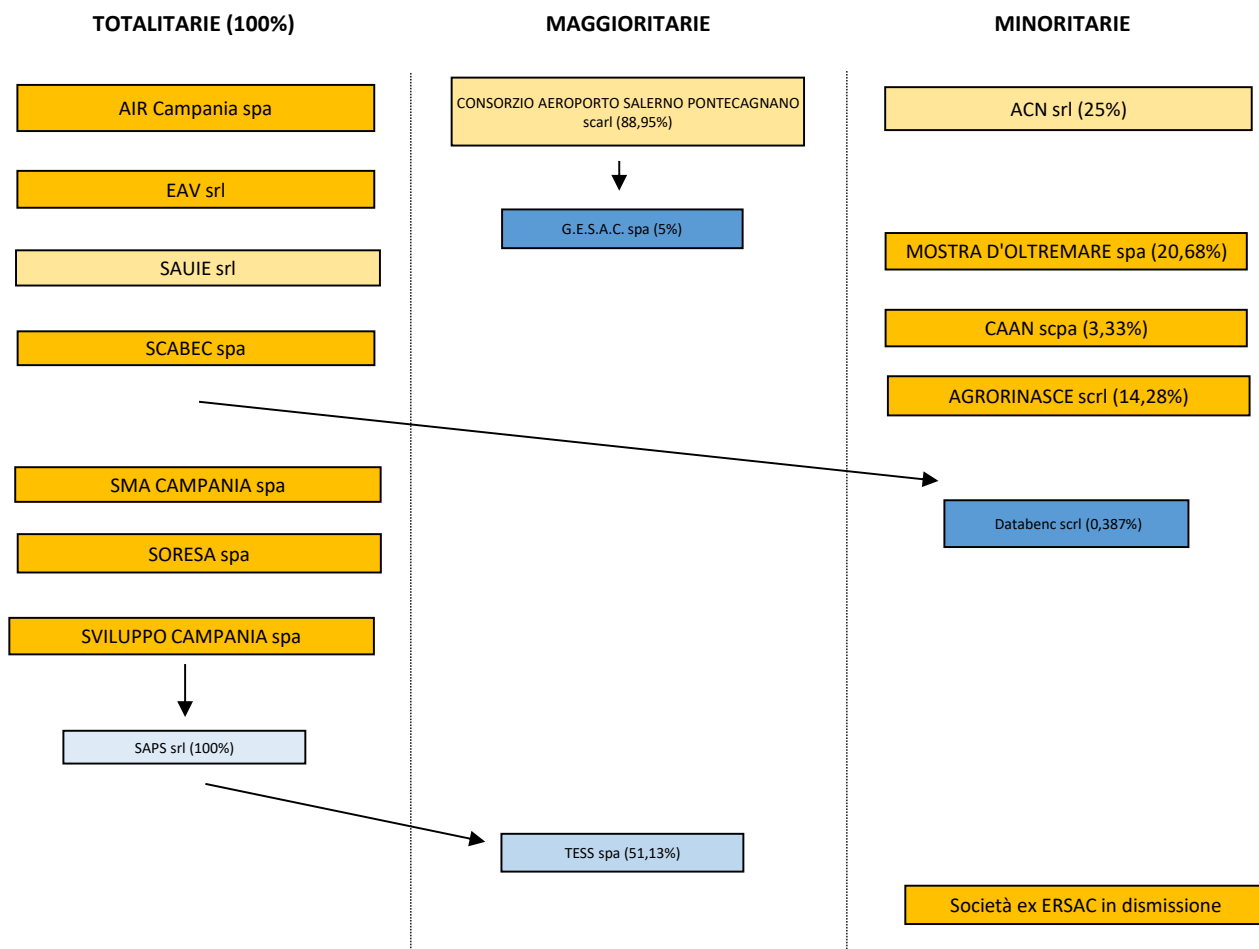 TOTALITARIE (100%)
MAGGIORITARIE
MINORITARIE
AIR Campania spa
EAV srl
SAUIE srl
SCABEC spa
SMA CAMPANIA spa
SORESA spa
SVILUPPO CAMPANIA spa
SAPS srl (100%)
CONSORZIO AEROPORTO SALERNO PONTECAGNANO
scarl (88,95%)
G.E.S.A.C. spa (5%)
TESS spa (51,13%)
ACN srl (25%)
MOSTRA D'OLTREMARE spa (20,68%)
CAAN scpa (3,33%)
AGRORINASCE scrl (14,28%)
Databenc scrl (0,387%)
Società ex ERSAC in dismissione